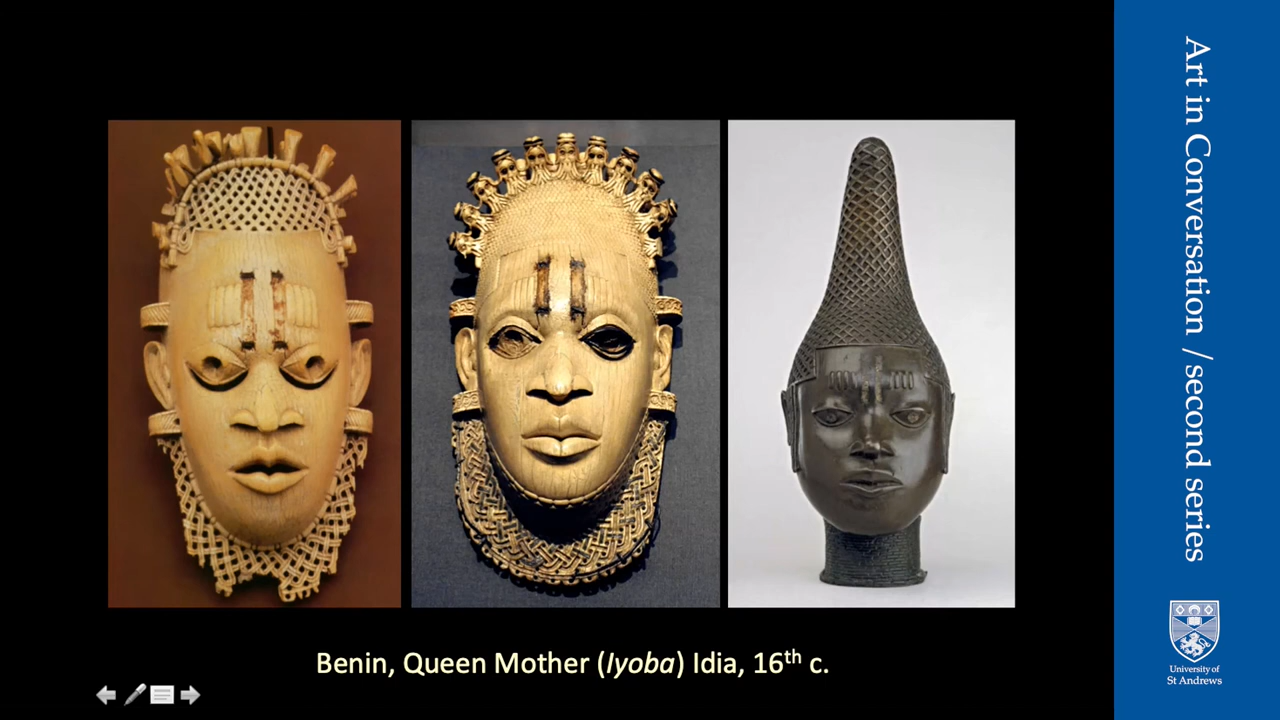 Benin, Queen Mother (Iyoba) Idia, 16th c.
Art in Conversation / second series
University of
St Andrews